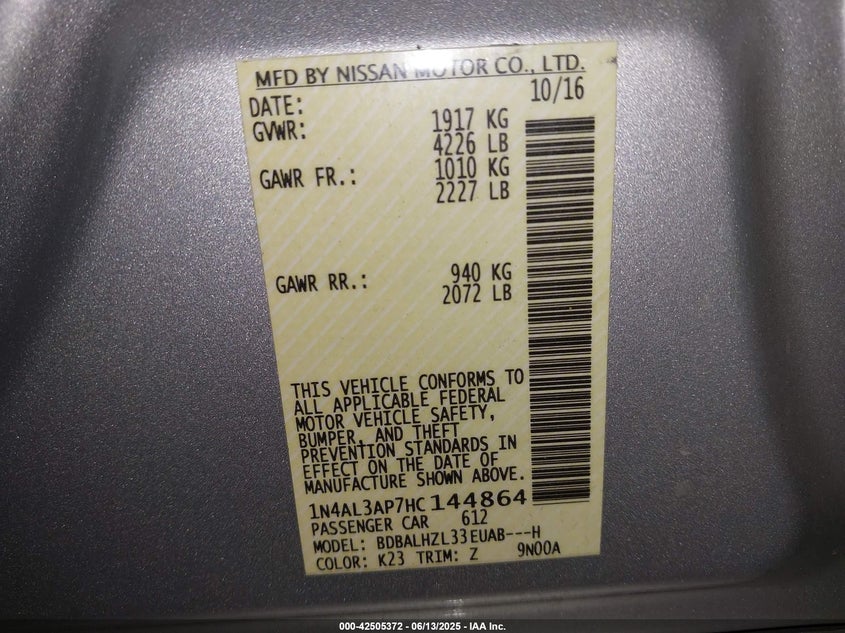 MFD BY NISSAN MOTOR CO., LTD.
DATE: 10/16
GVWR: 1917 KG
4226 LB
GAWR FR.: 1010 KG
2227 LB
GAWR RR.: 940 KG
2072 LB
THIS VEHICLE CONFORMS TO
ALL APPLICABLE FEDERAL
MOTOR VEHICLE SAFETY,
BUMPER, AND THEFT
PREVENTION STANDARDS IN
EFFECT ON THE DATE OF
MANUFACTURE SHOWN ABOVE.
1N4AL3AP7HC144864
PASSENGER CAR 612
MODEL: BDBALHZL33EUAB---H
COLOR: K23 TRIM: Z 9N00A
000-42505372 - 06/13/2025 - IAA Inc.